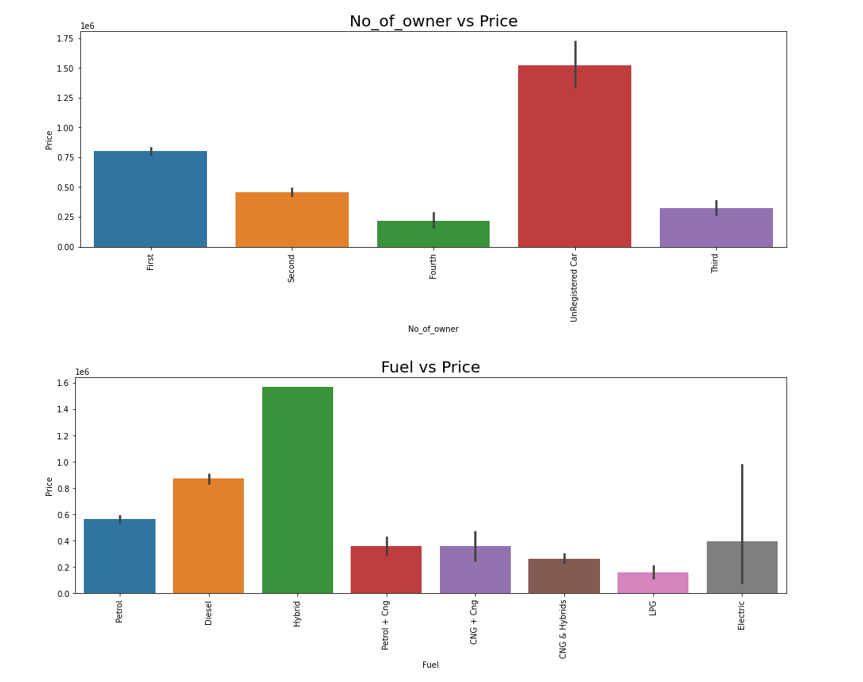 No_of_owner vs Price
1e6
1.75
1.50
1.25
1.00
0.75
0.50
0.25
0.00
Price
First
Second
Fourth
UnRegistered Car
Third
No_of_owner
Fuel vs Price
1e6
1.6
1.4
1.2
1.0
0.8
0.6
0.4
0.2
0.0
Price
Petrol
Diesel
Hybrid
Petrol + Cng
CNG + Cng
CNG & Hybrids
LPG
Electric
Fuel